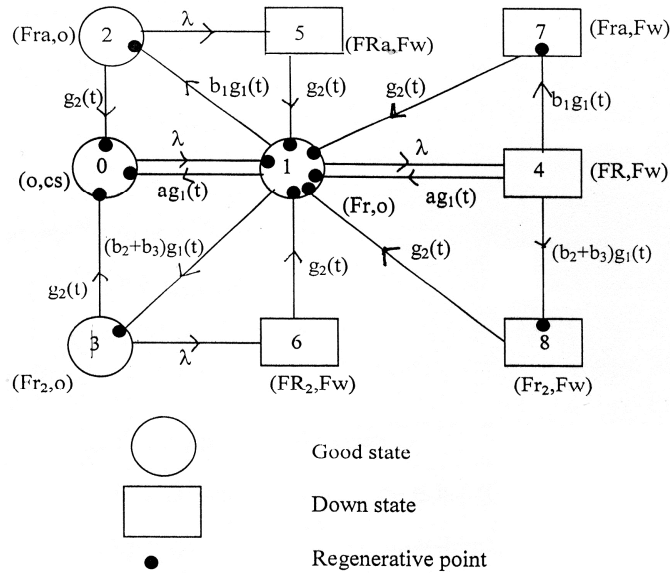 (Fra,o) 2 λ 5 (FRa,Fw) 7 (Fra,Fw)
g₂(t) b₁g₁(t) g₂(t) g₂(t) b₁g₁(t)
(o,cs) 0 λ 1 λ 4 (FR,Fw)
ag₁(t) (Fr,o) ag₁(t)
(b₂+b₃)g₁(t) g₂(t) g₂(t) (b₂+b₃)g₁(t)
g₂(t)
3 λ 6 8
(Fr₂,o) (FR₂,Fw) (Fr₂,Fw)
Good state
Down state
Regenerative point